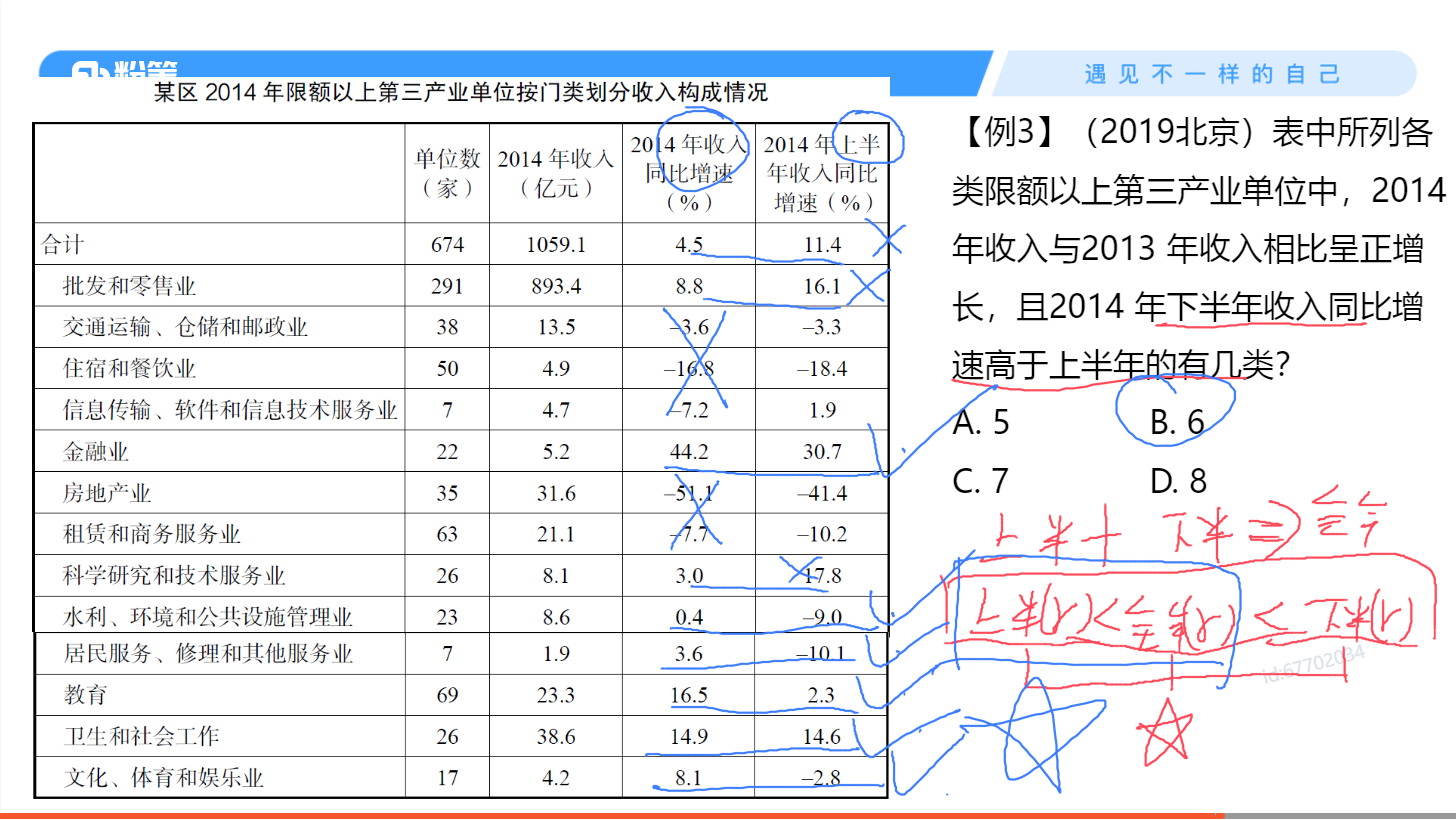 粉笔
遇见不一样的自己
某区 2014 年限额以上第三产业单位按门类划分收入构成情况
单位数（家） 2014 年收入（亿元） 2014 年收入同比增速（%） 2014 年上半年收入同比增速（%）
合计 674 1059.1 4.5 11.4
批发和零售业 291 893.4 8.8 16.1
交通运输、仓储和邮政业 38 13.5 –3.6 –3.3
住宿和餐饮业 50 4.9 –16.8 –18.4
信息传输、软件和信息技术服务业 7 4.7 –7.2 1.9
金融业 22 5.2 44.2 30.7
房地产业 35 31.6 –51.1 –41.4
租赁和商务服务业 63 21.1 –7.7 –10.2
科学研究和技术服务业 26 8.1 3.0 17.8
水利、环境和公共设施管理业 23 8.6 0.4 –9.0
居民服务、修理和其他服务业 7 1.9 3.6 –10.1
教育 69 23.3 16.5 2.3
卫生和社会工作 26 38.6 14.9 14.6
文化、体育和娱乐业 17 4.2 8.1 –2.8
【例3】（2019北京）表中所列各
类限额以上第三产业单位中，2014
年收入与2013 年收入相比呈正增
长，且2014 年下半年收入同比增
速高于上半年的有几类？
A. 5 B. 6
C. 7 D. 8
上半+ 下半⇒全年
上半(r)<全年(r)<下半(r)
id:67702034